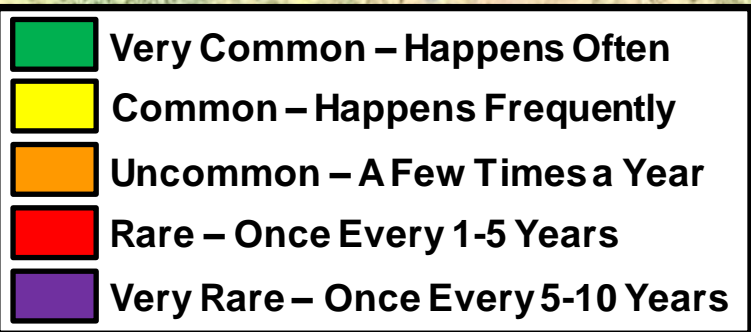 Very Common – Happens Often
Common – Happens Frequently
Uncommon – A Few Times a Year
Rare – Once Every 1-5 Years
Very Rare – Once Every 5-10 Years